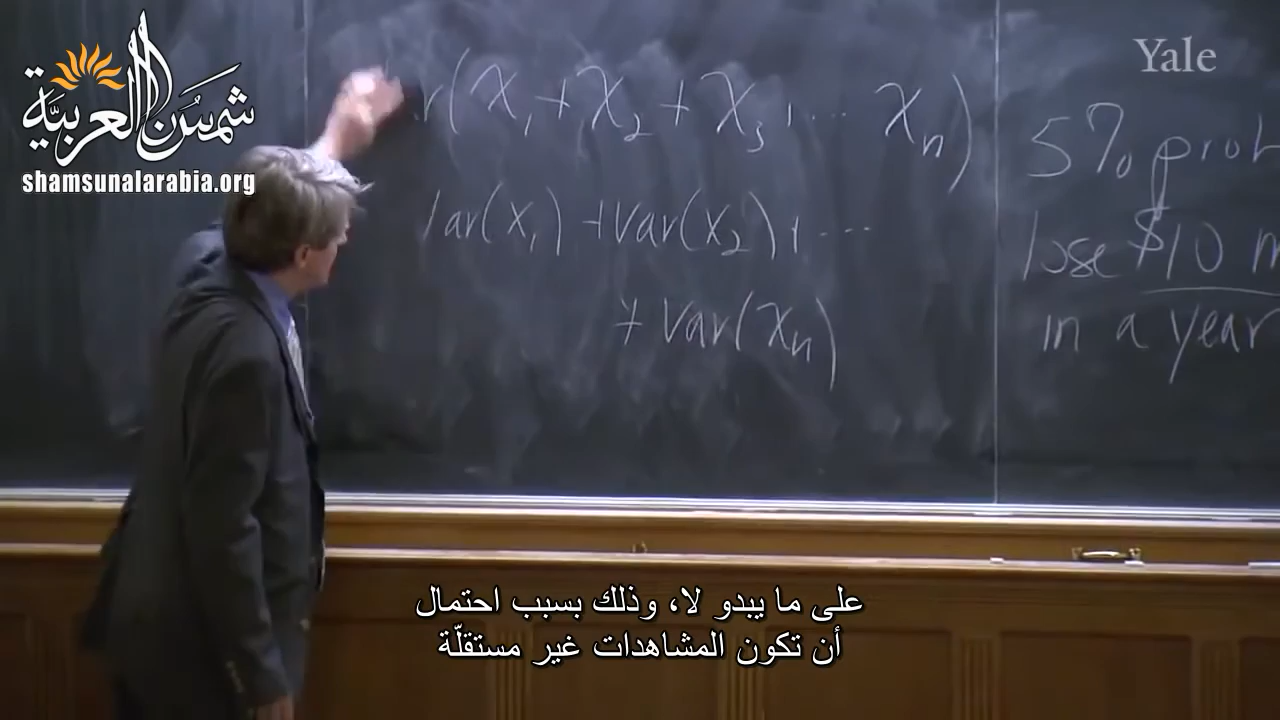 شمس العربية
shamsunalarabia.org
Yale
r(x₁ + x₂ + x₃ + ... xₙ)
Var(x₁) + Var(x₂) + ...
+ Var(xₙ)
5% prob
lose $10 m
in a year
على ما يبدو لا، وذلك بسبب احتمال
أن تكون المشاهدات غير مستقلّة